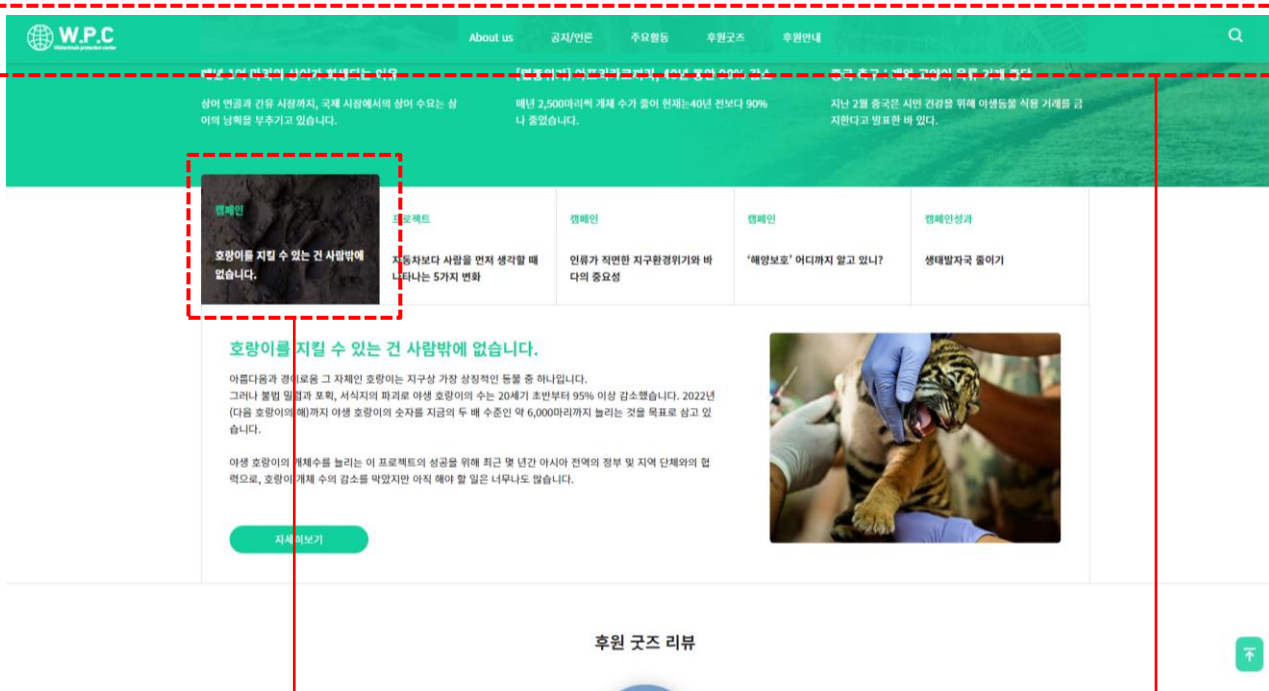 W.P.C
About us 공지/언론 주요활동 후원굿즈 후원안내
매년 1억 마리의 상어가 희생되는 이유
상어 연골과 간유 시장까지, 국제 시장에서의 상어 수요는 상
어의 남획을 부추기고 있습니다.
매년 2,500마리씩 개체 수가 줄어 현재는40년 전보다 90%
나 줄었습니다.
지난 2월 중국은 시민 건강을 위해 야생동물 식용 거래를 금
지한다고 발표한 바 있다.
캠페인
호랑이를 지킬 수 있는 건 사람밖에
없습니다.
프로젝트
자동차보다 사람을 먼저 생각할 때
나타나는 5가지 변화
캠페인
인류가 직면한 지구환경위기와 바
다의 중요성
캠페인
‘해양보호’ 어디까지 알고 있니?
캠페인성과
생태발자국 줄이기
호랑이를 지킬 수 있는 건 사람밖에 없습니다.
아름다움과 경이로움 그 자체인 호랑이는 지구상 가장 상징적인 동물 중 하나입니다.
그러나 불법 밀렵과 포획, 서식지의 파괴로 야생 호랑이의 수는 20세기 초반부터 95% 이상 감소했습니다. 2022년
(다음 호랑이의 해)까지 야생 호랑이의 숫자를 지금의 두 배 수준인 약 6,000마리까지 늘리는 것을 목표로 삼고 있
습니다.
야생 호랑이의 개체수를 늘리는 이 프로젝트의 성공을 위해 최근 몇 년간 아시아 전역의 정부 및 지역 단체와의 협
력으로, 호랑이 개체 수의 감소를 막았지만 아직 해야 할 일은 너무나도 많습니다.
자세히보기
후원 굿즈 리뷰